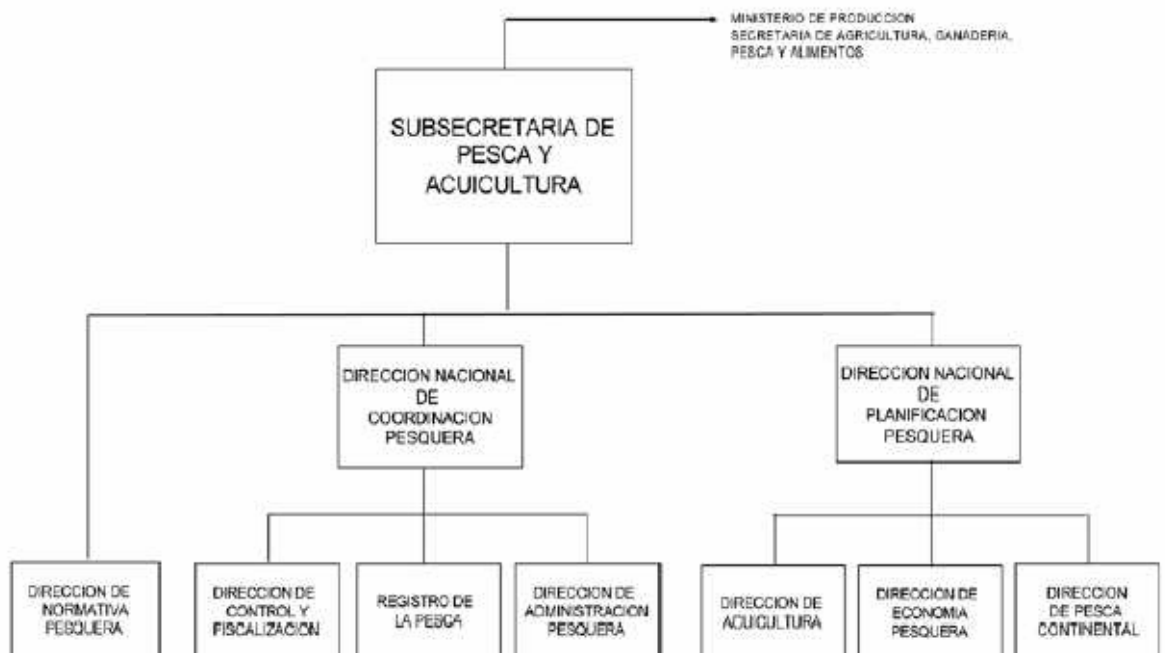 MINISTERIO DE PRODUCCION
SECRETARIA DE AGRICULTURA, GANADERIA,
PESCA Y ALIMENTOS
SUBSECRETARIA DE
PESCA Y
ACUICULTURA
DIRECCION NACIONAL
DE
COORDINACION
PESQUERA
DIRECCION NACIONAL
DE
PLANIFICACION
PESQUERA
DIRECCION DE
NORMATIVA
PESQUERA
DIRECCION DE
CONTROL Y
FISCALIZACION
REGISTRO DE
LA PESCA
DIRECCION DE
ADMINISTRACION
PESQUERA
DIRECCION DE
ACUICULTURA
DIRECCION DE
ECONOMIA
PESQUERA
DIRECCION
DE PESCA
CONTINENTAL